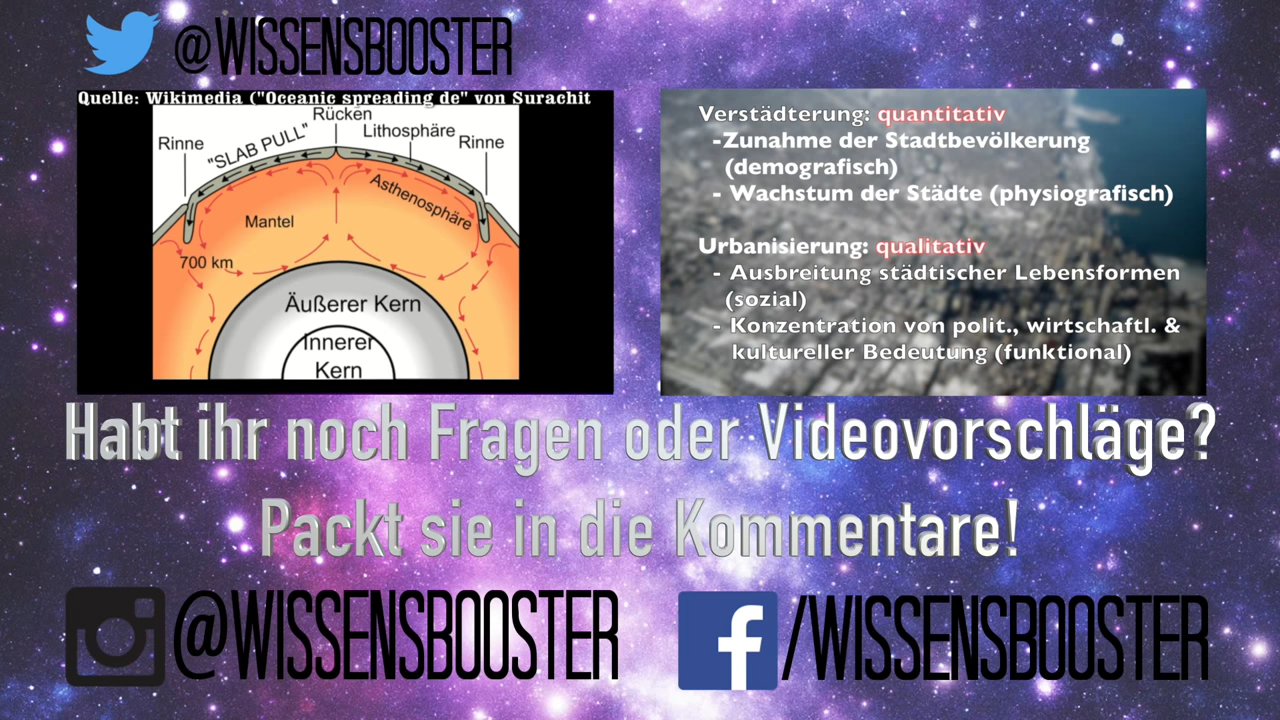 @WISSENSBOOSTER
Quelle: Wikimedia ("Oceanic spreading de" von Surachit
Rücken
Rinne
"SLAB PULL"
Lithosphäre
Rinne
Asthenosphäre
Mantel
700 km
Äußerer Kern
Innerer
Kern
Verstädterung: quantitativ
-Zunahme der Stadtbevölkerung
(demografisch)
- Wachstum der Städte (physiografisch)
Urbanisierung: qualitativ
- Ausbreitung städtischer Lebensformen
(sozial)
- Konzentration von polit., wirtschaftl. &
kultureller Bedeutung (funktional)
Habt ihr noch Fragen oder Videovorschläge?
Packt sie in die Kommentare!
@WISSENSBOOSTER
f/WISSENSBOOSTER